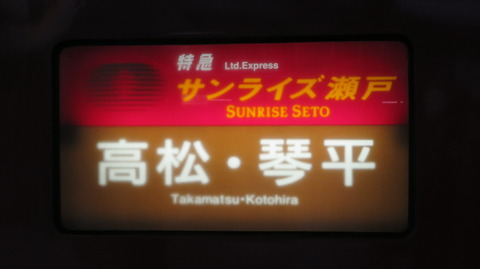 特急 Ltd.Express
サンライズ瀬戸
SUNRISE SETO
高松・琴平
Takamatsu・Kotohira